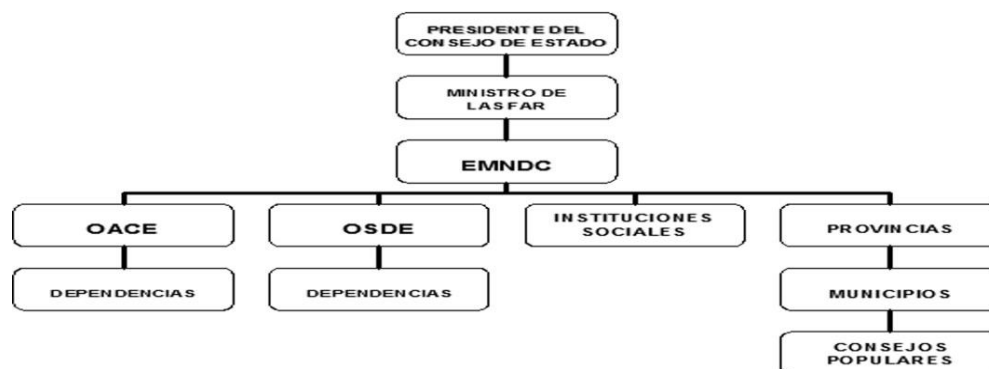 PRESIDENTE DEL
CONSEJO DE ESTADO
MINISTRO DE
LAS FAR
EMNDC
OACE
OSDE
INSTITUCIONES
SOCIALES
PROVINCIAS
DEPENDENCIAS
DEPENDENCIAS
MUNICIPIOS
CONSEJOS
POPULARES